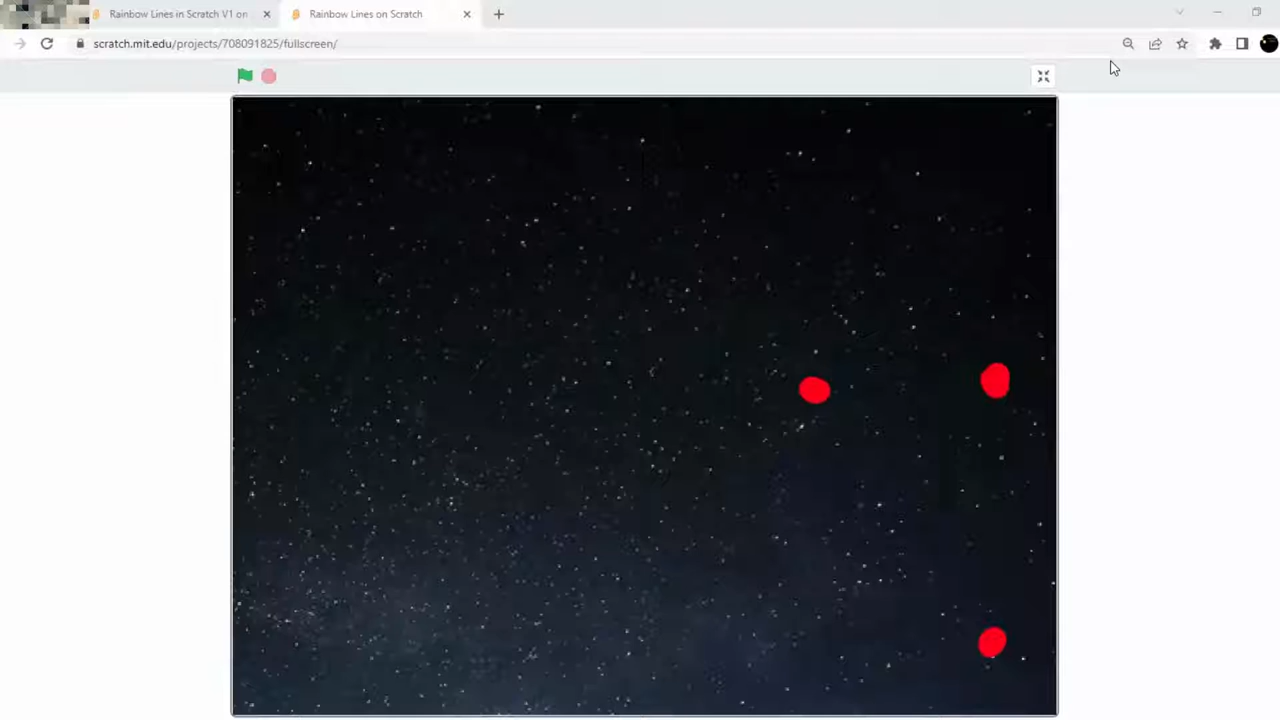 Rainbow Lines in Scratch V1 on
Rainbow Lines on Scratch
scratch.mit.edu/projects/708091825/fullscreen/